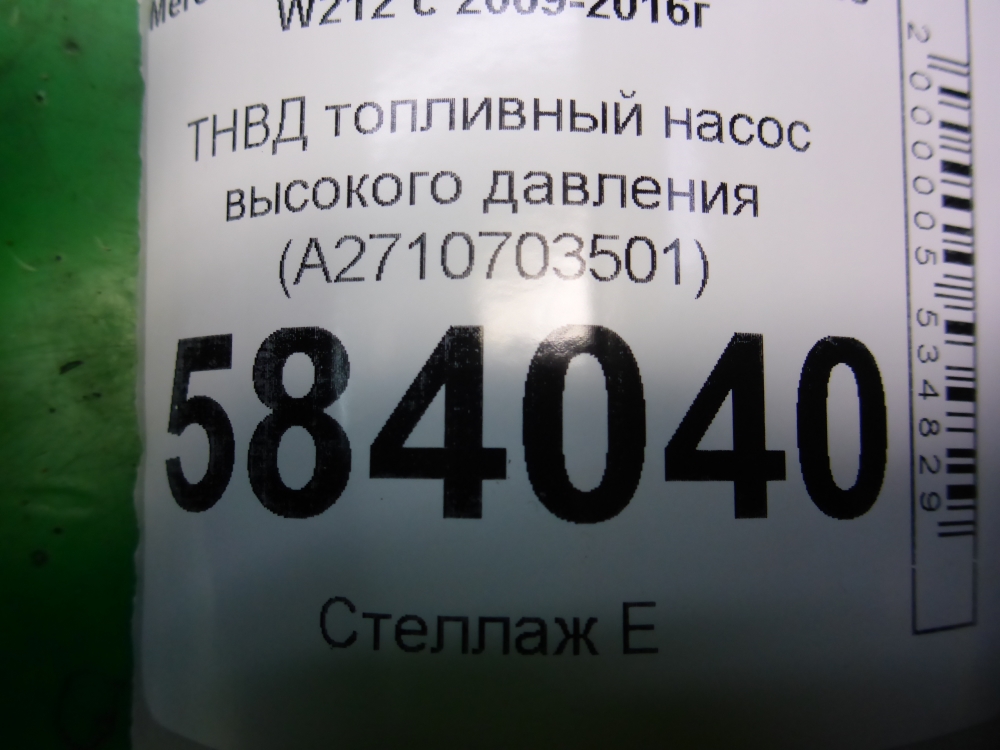 W212 с 2009-2016г
ТНВД топливный насос
высокого давления
(A2710703501)
584040
Стеллаж Е
2000005534829